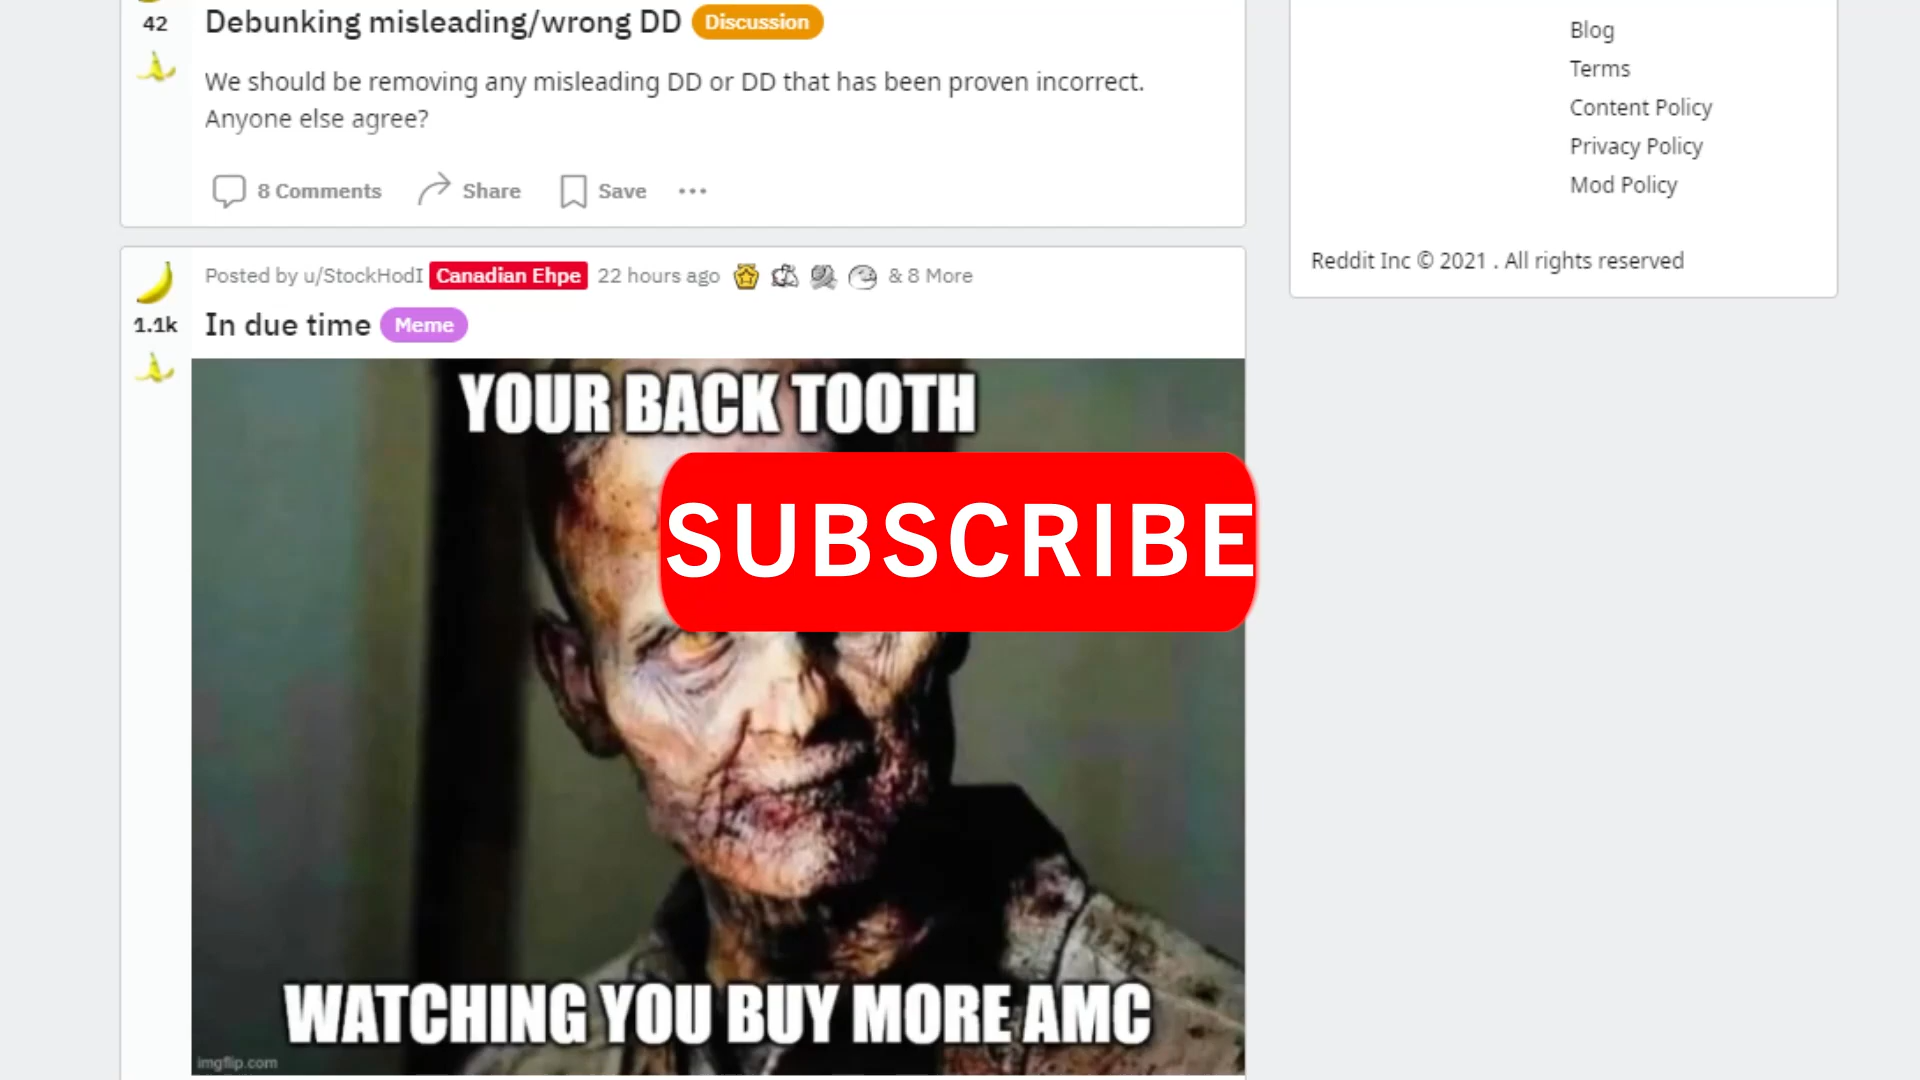 42
Debunking misleading/wrong DD Discussion
We should be removing any misleading DD or DD that has been proven incorrect.
Anyone else agree?
8 Comments Share Save
Posted by u/StockHodI Canadian Ehpe 22 hours ago & 8 More
1.1k
In due time Meme
YOUR BACK TOOTH
SUBSCRIBE
WATCHING YOU BUY MORE AMC
imgflip.com
Blog
Terms
Content Policy
Privacy Policy
Mod Policy
Reddit Inc © 2021 . All rights reserved